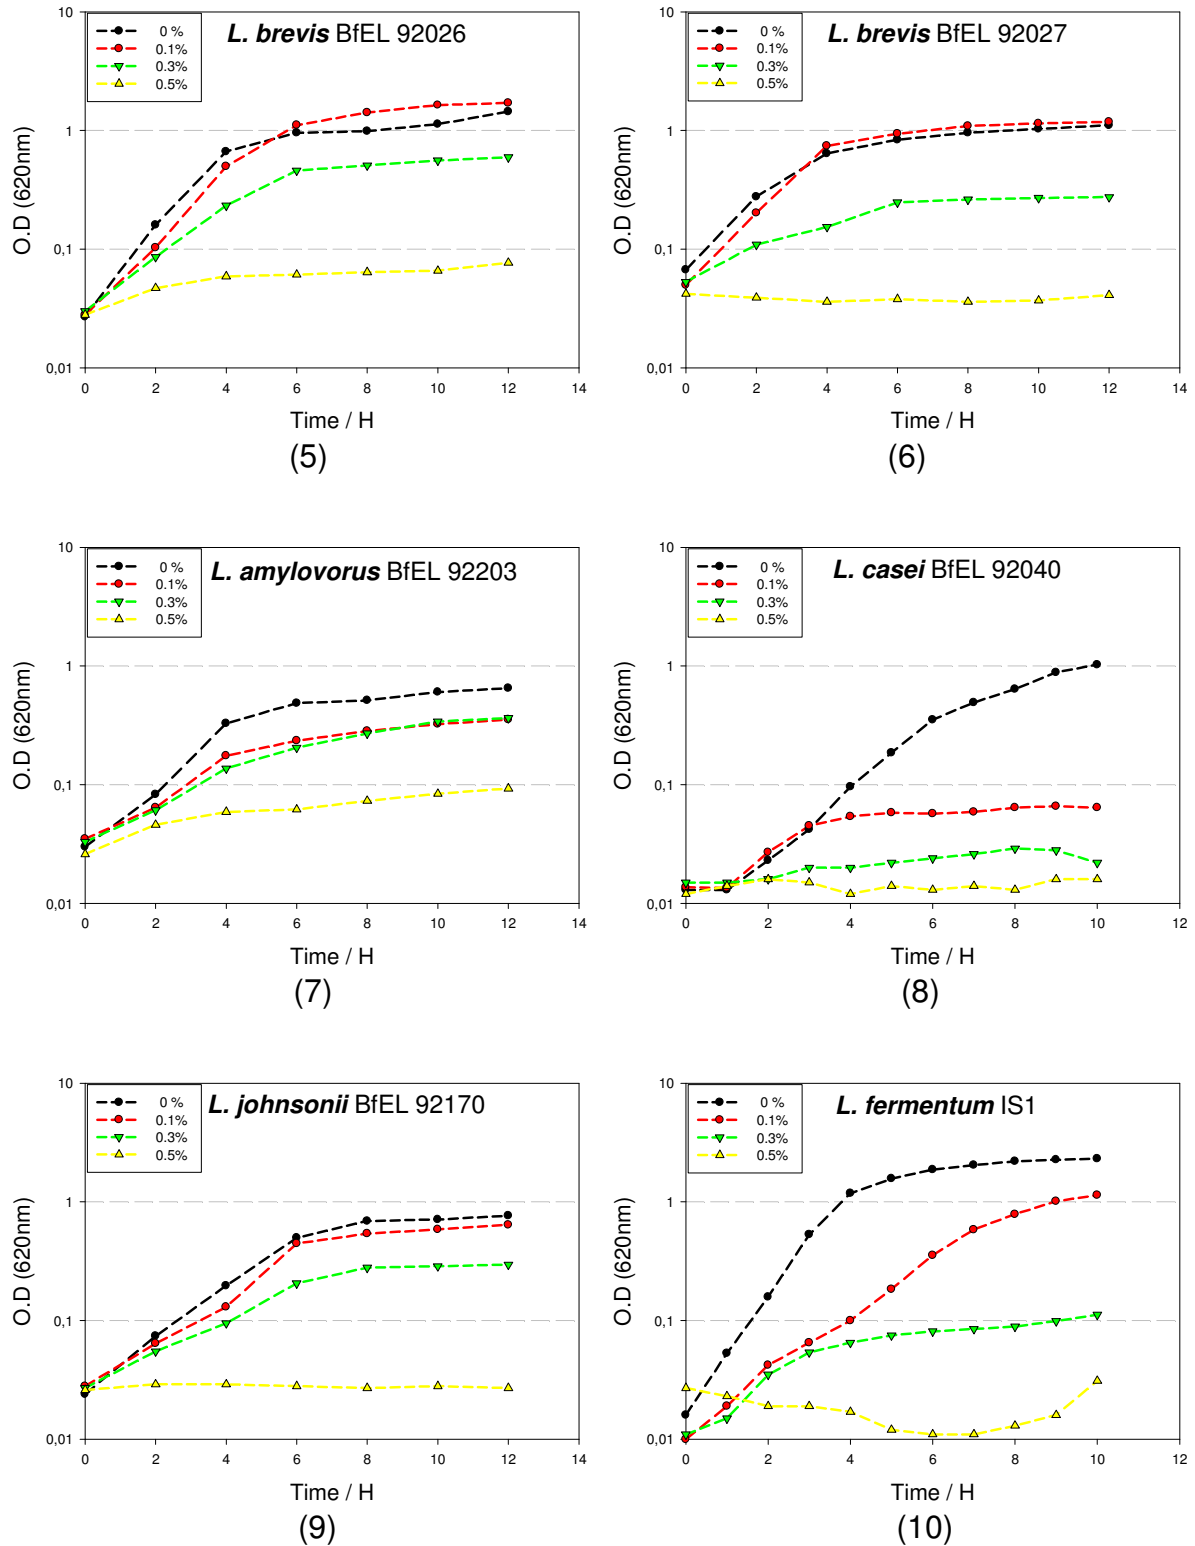 L. brevis BfEL 92026
0 %
0.1%
0.3%
0.5%
10
1
0,1
0,01
O.D (620nm)
0 2 4 6 8 10 12 14
Time / H
(5)
L. brevis BfEL 92027
0 %
0.1%
0.3%
0.5%
10
1
0,1
0,01
O.D (620nm)
0 2 4 6 8 10 12 14
Time / H
(6)
L. amylovorus BfEL 92203
0 %
0.1%
0.3%
0.5%
10
1
0,1
0,01
O.D (620nm)
0 2 4 6 8 10 12 14
Time / H
(7)
L. casei BfEL 92040
0 %
0.1%
0.3%
0.5%
10
1
0,1
0,01
O.D (620nm)
0 2 4 6 8 10 12
Time / H
(8)
L. johnsonii BfEL 92170
0 %
0.1%
0.3%
0.5%
10
1
0,1
0,01
O.D (620nm)
0 2 4 6 8 10 12 14
Time / H
(9)
L. fermentum IS1
0 %
0.1%
0.3%
0.5%
10
1
0,1
0,01
O.D (620nm)
0 2 4 6 8 10 12
Time / H
(10)